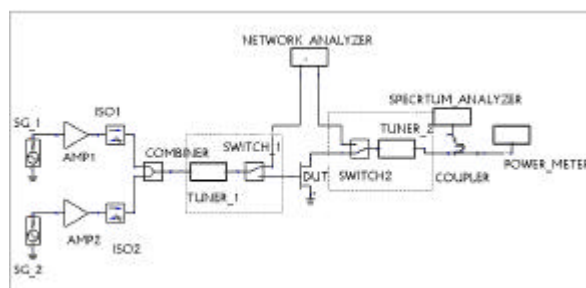 NETWORK_ANALYZER
SPECRTUM_ANALYZER
ISO1
SG_1
AMP1
COMBINER
SWITCH_1
TUNER_2
POWER_METER
TUNER_1
DUT
SWITCH2
COUPLER
AMP2
ISO2
SG_2